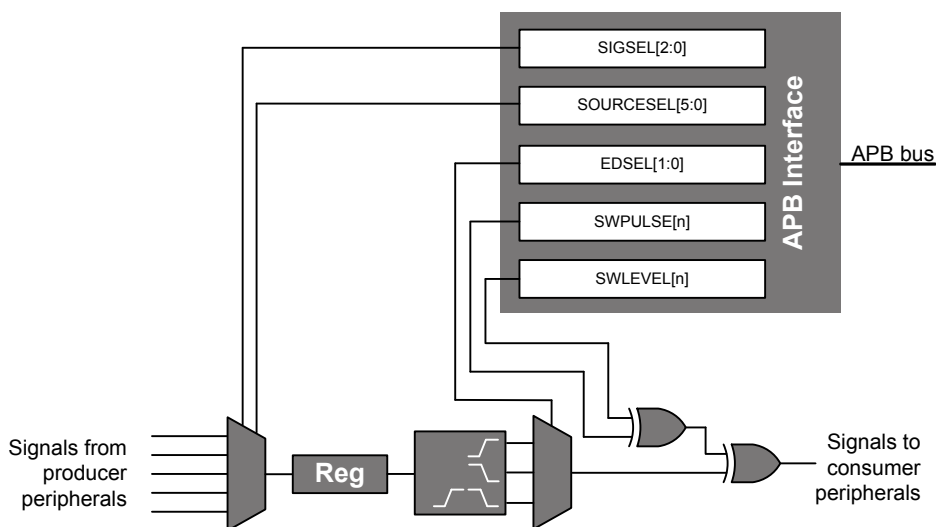 SIGSEL[2:0]
SOURCESEL[5:0]
EDSEL[1:0]
SWPULSE[n]
SWLEVEL[n]
APB Interface
APB bus
Signals from
producer
peripherals
Reg
Signals to
consumer
peripherals